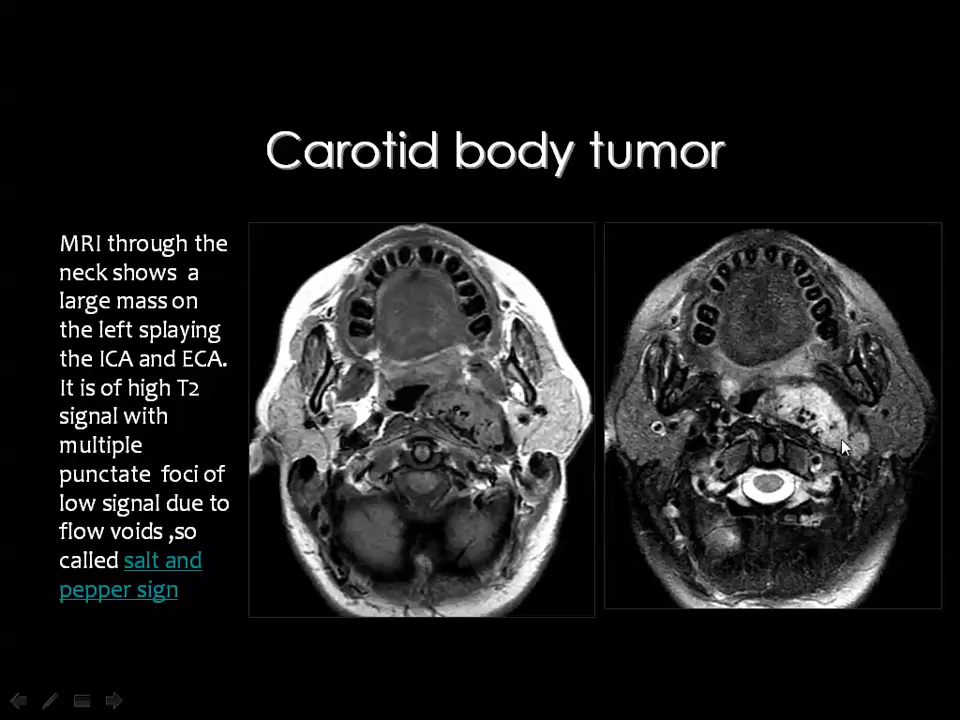 Carotid body tumor
MRI through the
neck shows a
large mass on
the left splaying
the ICA and ECA.
It is of high T2
signal with
multiple
punctate foci of
low signal due to
flow voids ,so
called salt and
pepper sign